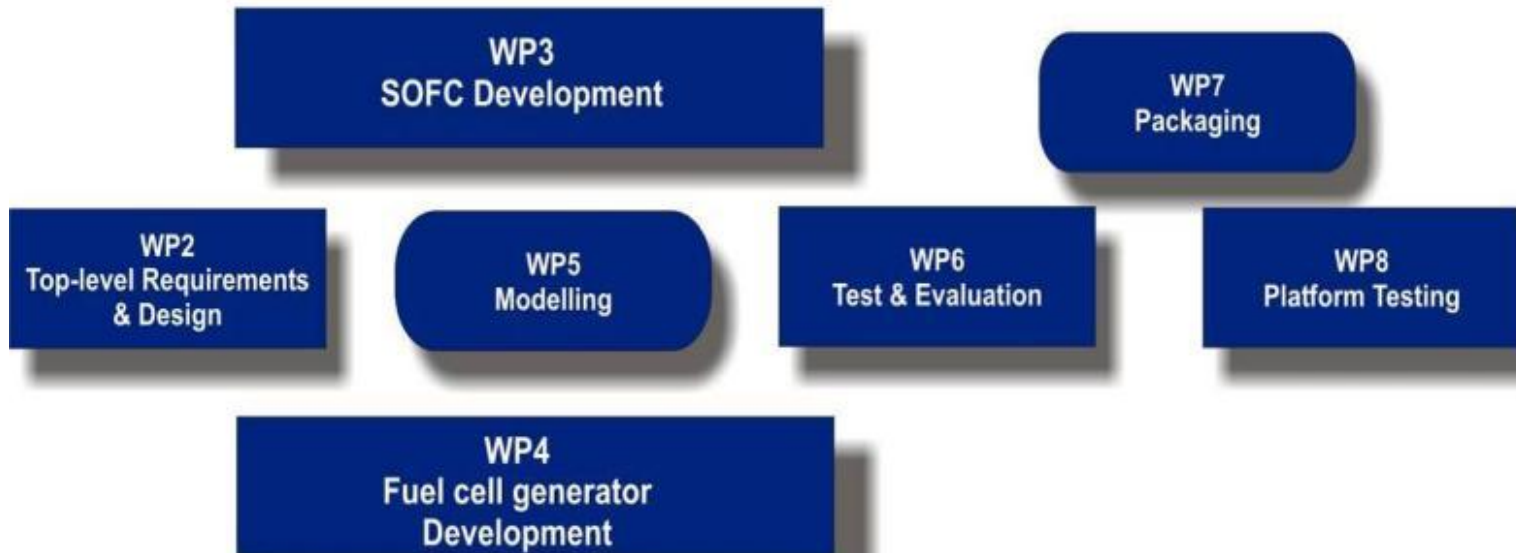 WP3
SOFC Development
WP7
Packaging
WP2
Top-level Requirements
& Design
WP5
Modelling
WP6
Test & Evaluation
WP8
Platform Testing
WP4
Fuel cell generator
Development